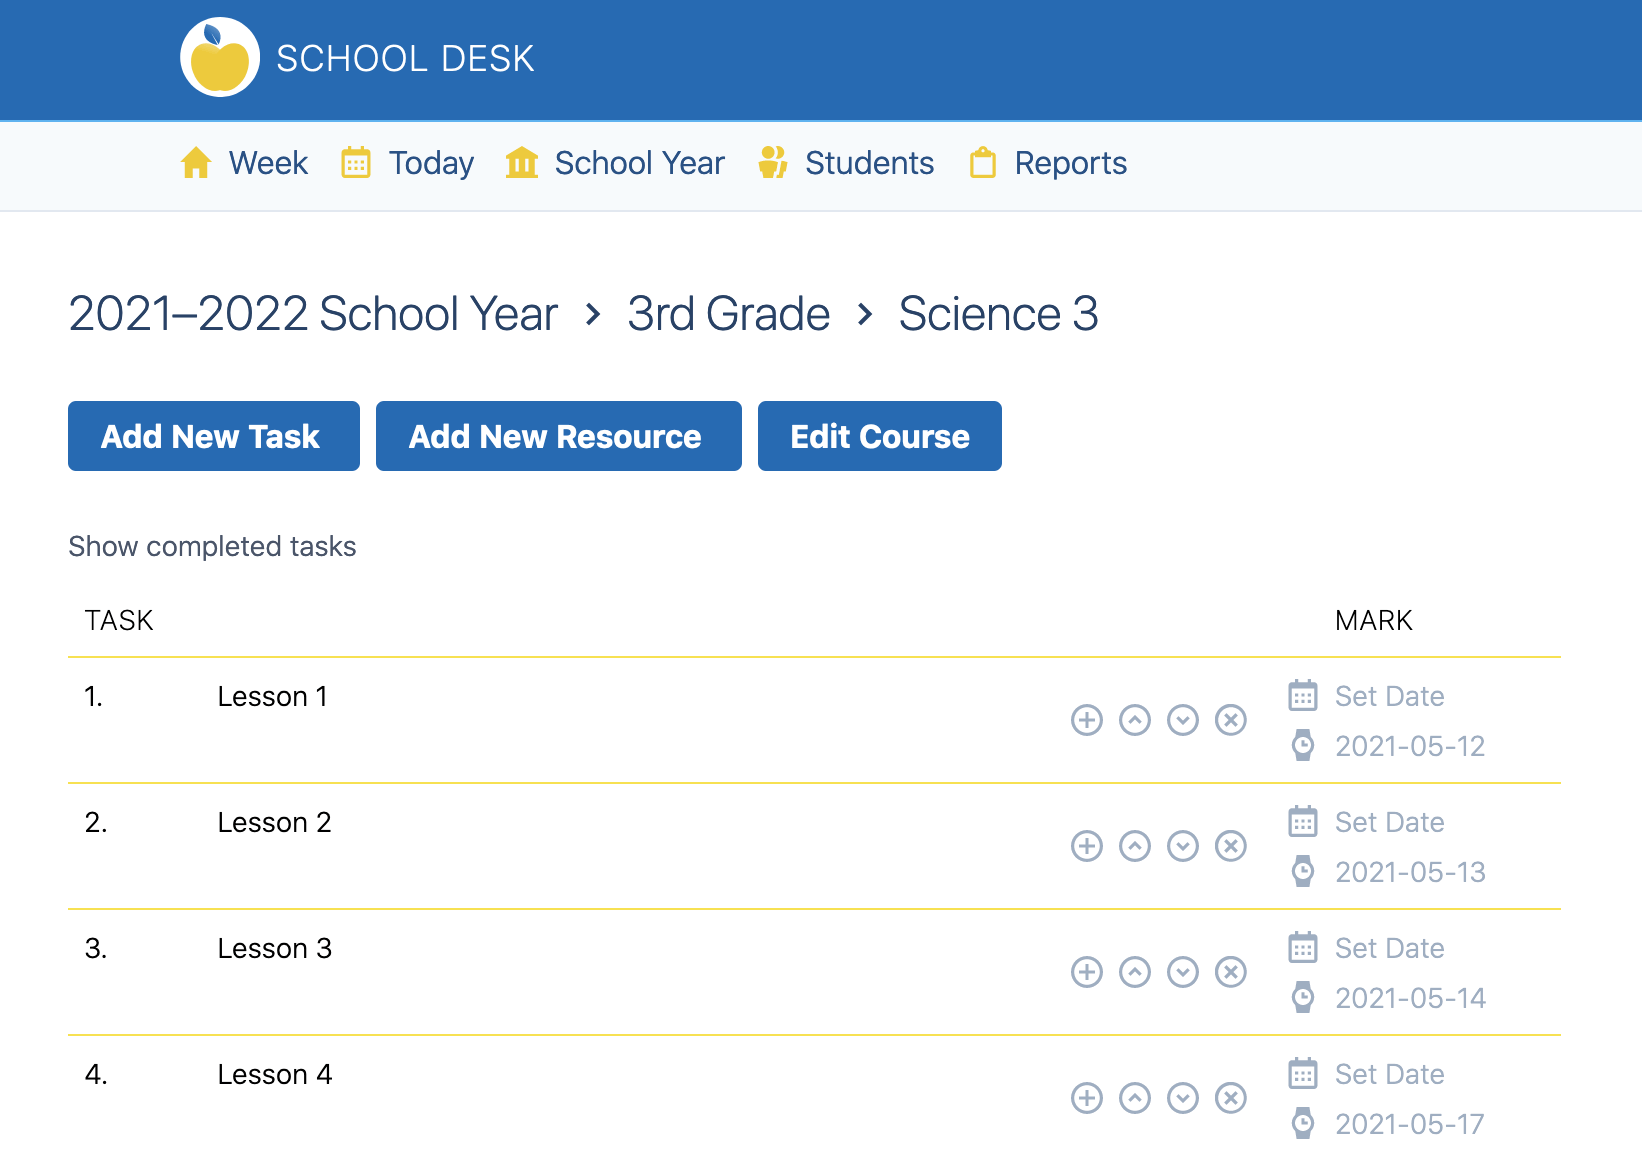 SCHOOL DESK
Week Today School Year Students Reports
2021–2022 School Year › 3rd Grade › Science 3
Add New Task Add New Resource Edit Course
Show completed tasks
TASK MARK
1. Lesson 1 Set Date
2021-05-12
2. Lesson 2 Set Date
2021-05-13
3. Lesson 3 Set Date
2021-05-14
4. Lesson 4 Set Date
2021-05-17